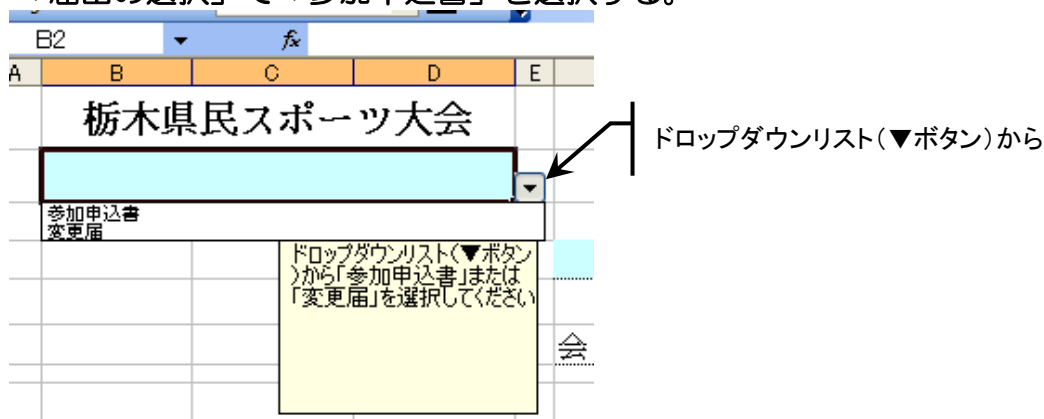 「届出の選択」で「参加申込書」を選択する。
B2 fx
A B C D E
栃木県民スポーツ大会
ドロップダウンリスト(▼ボタン)から
参加申込書
変更届
ドロップダウンリスト(▼ボタン
)から「参加申込書」または
「変更届」を選択してください
会